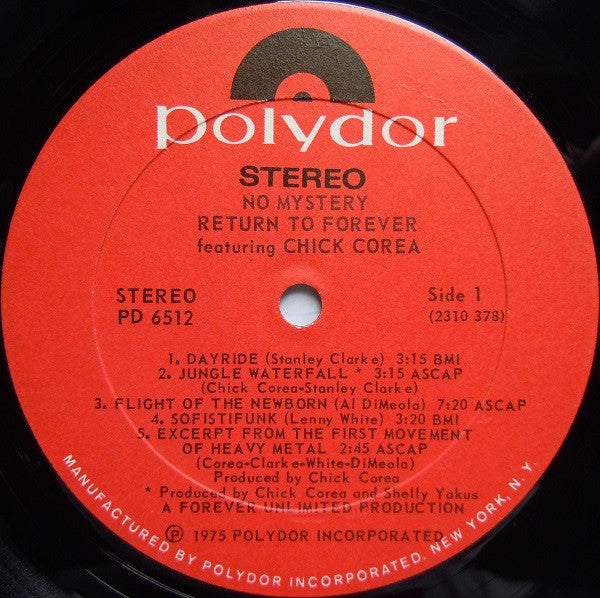 polydor
STEREO
NO MYSTERY
RETURN TO FOREVER
featuring CHICK COREA
STEREO
PD 6512
Side 1
(2310 378)
1. DAYRIDE (Stanley Clarke) 3:15 BMI
2. JUNGLE WATERFALL * 3:15 ASCAP
(Chick Corea-Stanley Clarke)
3. FLIGHT OF THE NEWBORN (Al DiMeola) 7:20 ASCAP
4. SOFISTIFUNK (Lenny White) 3:20 BMI
5. EXCERPT FROM THE FIRST MOVEMENT
OF HEAVY METAL 2:45 ASCAP
(Corea-Clarke-White-DiMeola)
Produced by Chick Corea
* Produced by Chick Corea and Shelly Yakus
A FOREVER UNLIMITED PRODUCTION
℗ 1975 POLYDOR INCORPORATED
MANUFACTURED BY POLYDOR INCORPORATED, NEW YORK, N.Y.